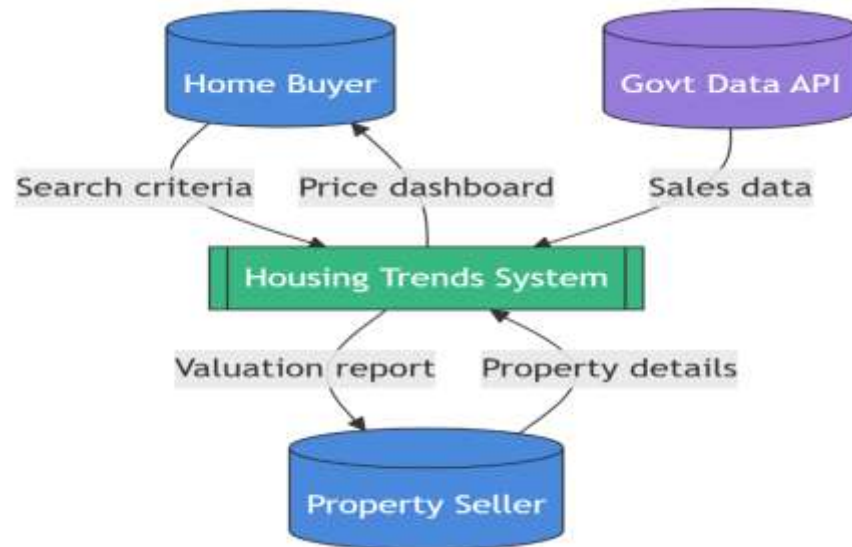 Home Buyer
Govt Data API
Search criteria
Price dashboard
Sales data
Housing Trends System
Valuation report
Property details
Property Seller